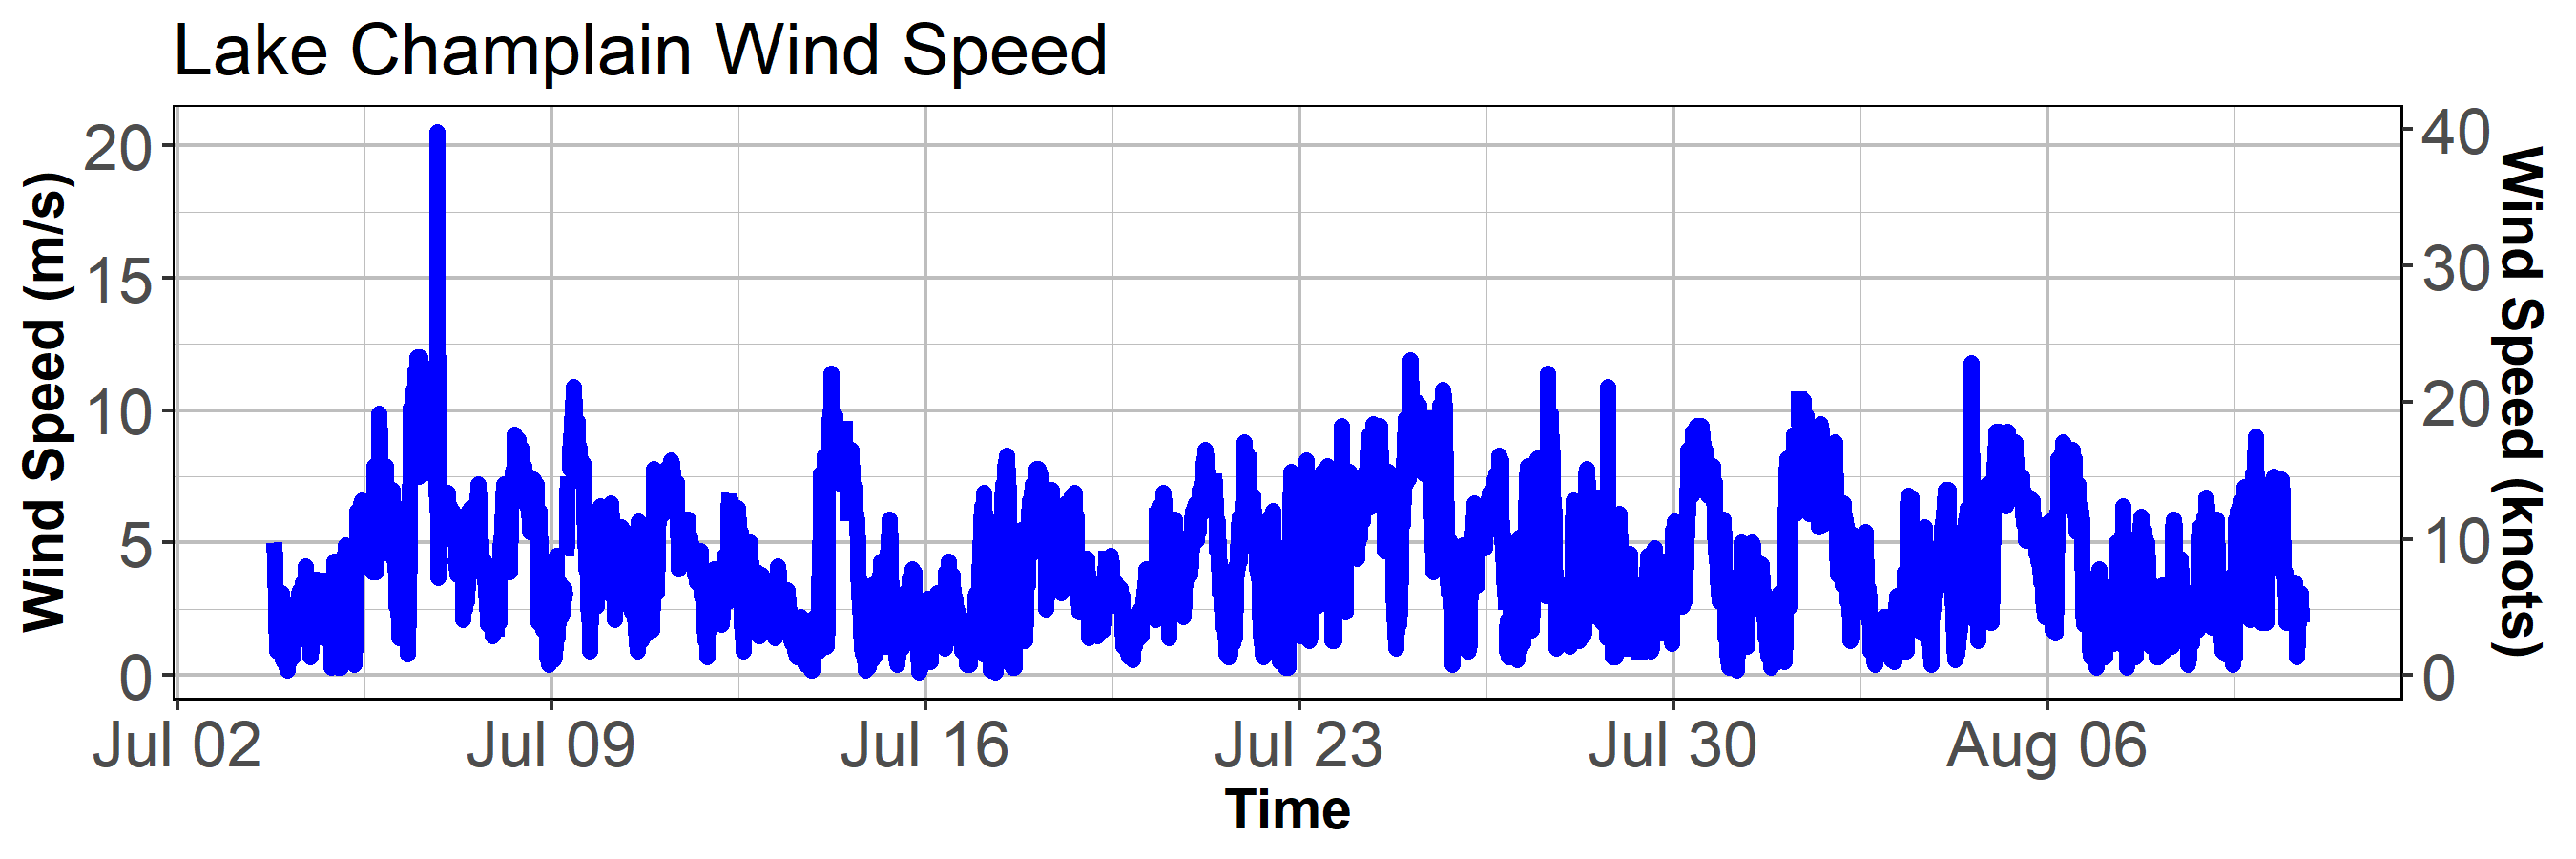 Lake Champlain Wind Speed
Wind Speed (m/s)
20
15
10
5
0
40
30
20
10
0
Wind Speed (knots)
Jul 02
Jul 09
Jul 16
Jul 23
Jul 30
Aug 06
Time